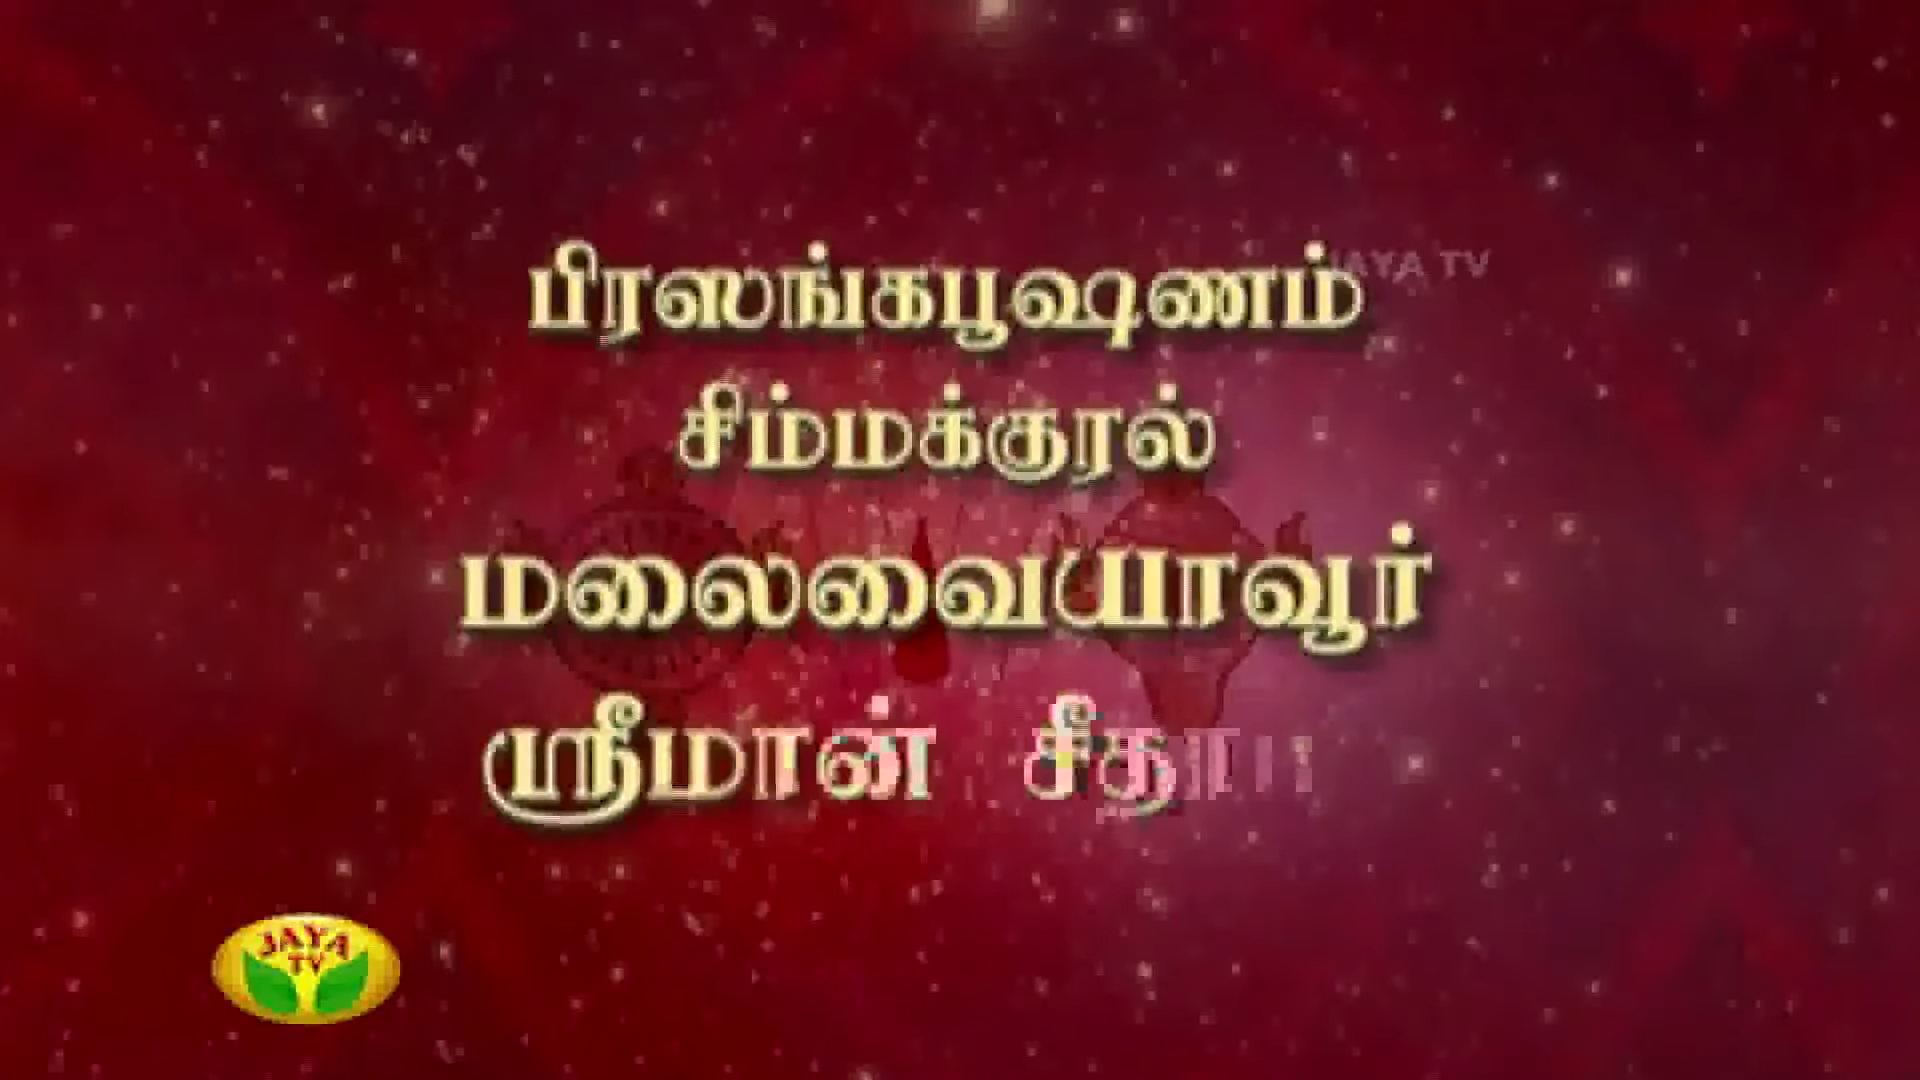 பிரஸங்கபூஷணம்
JAYA TV
சிம்மக்குரல்
மலைவையாவூர்
ஸ்ரீமான்
JAYA
TV